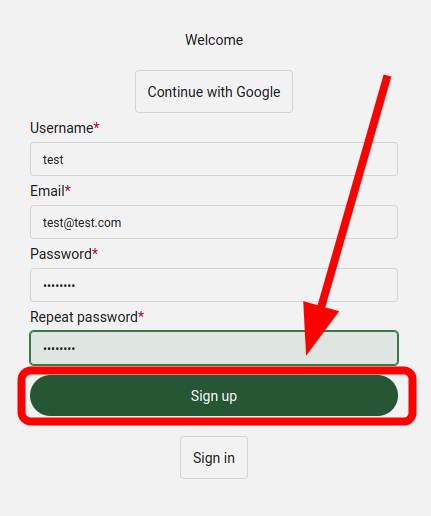 Welcome
Continue with Google
Username*
test
Email*
test@test.com
Password*
••••••••
Repeat password*
••••••••
Sign up
Sign in